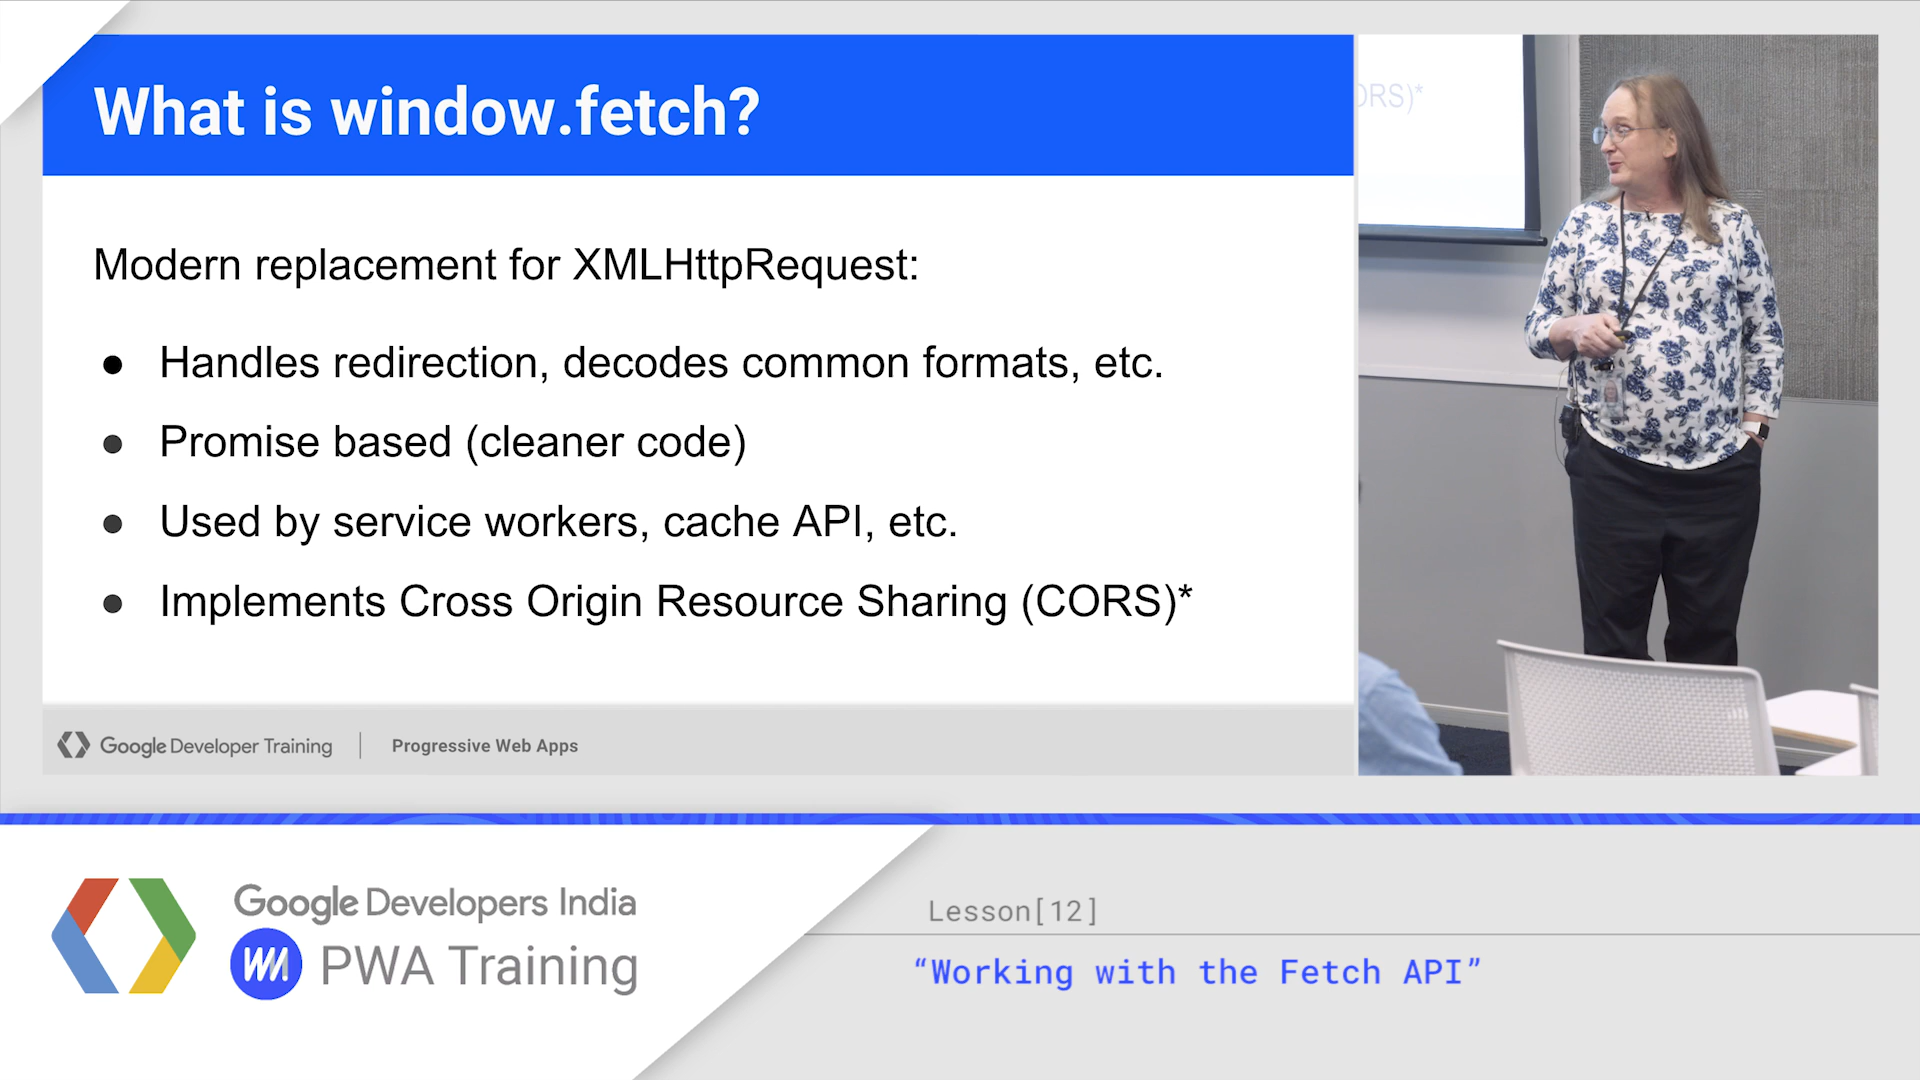 What is window.fetch?
Modern replacement for XMLHttpRequest:
● Handles redirection, decodes common formats, etc.
● Promise based (cleaner code)
● Used by service workers, cache API, etc.
● Implements Cross Origin Resource Sharing (CORS)*
ORS)*
Google Developer Training | Progressive Web Apps
Google Developers India
PWA Training
Lesson[12]
“Working with the Fetch API”